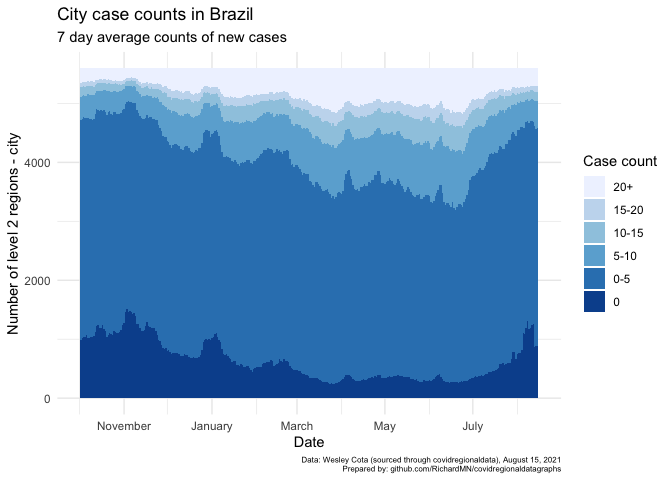 City case counts in Brazil
7 day average counts of new cases
Number of level 2 regions - city
4000
2000
0
November January March May July
Date
Case count
20+
15-20
10-15
5-10
0-5
0
Data: Wesley Cota (sourced through covidregionaldata), August 15, 2021
Prepared by: github.com/RichardMN/covidregionaldatagraphs